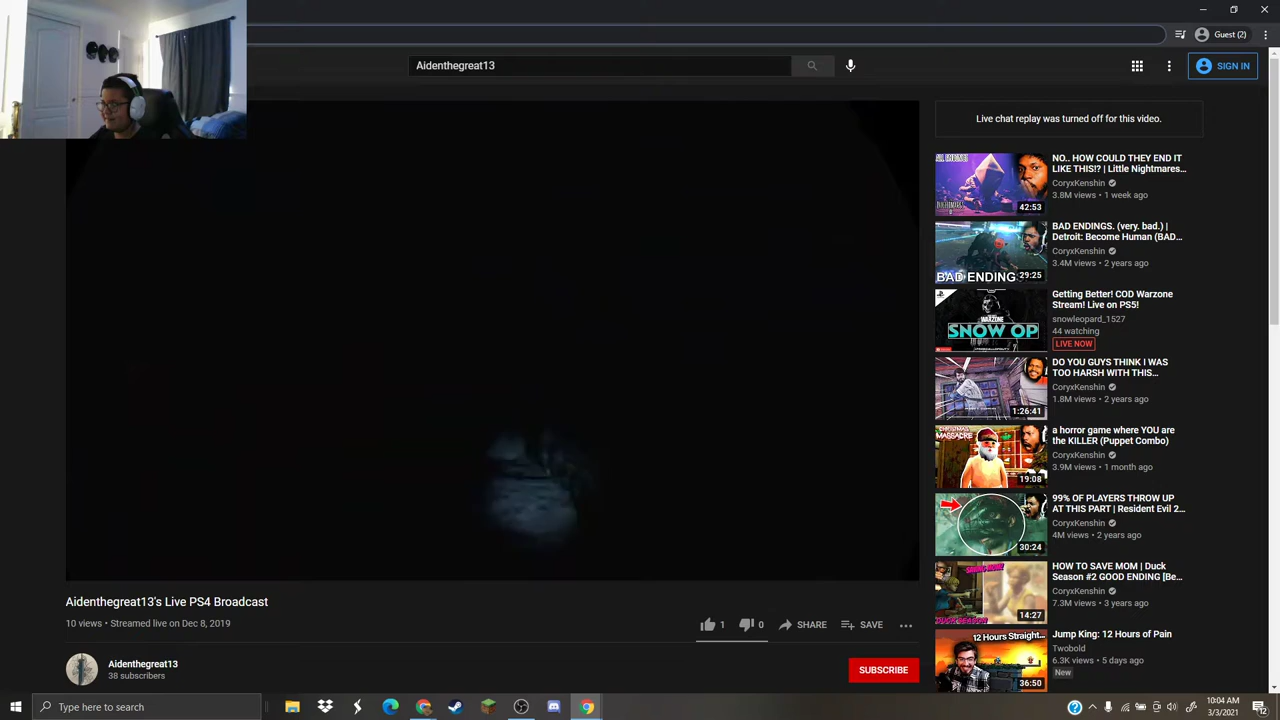 Guest (2)
Aidenthegreat13
SIGN IN
Live chat replay was turned off for this video.
NO.. HOW COULD THEY END IT
LIKE THIS!? | Little Nightmares...
CoryxKenshin
3.8M views • 1 week ago
42:53
BAD ENDINGS. (very. bad.) |
Detroit: Become Human (BAD...
CoryxKenshin
3.4M views • 2 years ago
BAD ENDING
29:25
Getting Better! COD Warzone
Stream! Live on PS5!
snowleopard_1527
44 watching
LIVE NOW
WARZONE
SNOW OP
DO YOU GUYS THINK I WAS
TOO HARSH WITH THIS...
CoryxKenshin
1.8M views • 2 years ago
1:26:41
a horror game where YOU are
the KILLER (Puppet Combo)
CoryxKenshin
3.9M views • 1 month ago
CHRISTMAS
MASSACRE
19:08
99% OF PLAYERS THROW UP
AT THIS PART | Resident Evil 2...
CoryxKenshin
4M views • 2 years ago
30:24
HOW TO SAVE MOM | Duck
Season #2 GOOD ENDING [Be...
CoryxKenshin
7.3M views • 3 years ago
DUCK SEASON
14:27
Jump King: 12 Hours of Pain
Twobold
6.3K views • 5 days ago
New
12 Hours Straight...
36:50
Aidenthegreat13's Live PS4 Broadcast
10 views • Streamed live on Dec 8, 2019
1
0
SHARE
SAVE
Aidenthegreat13
38 subscribers
SUBSCRIBE
Type here to search
10:04 AM
3/3/2021
12